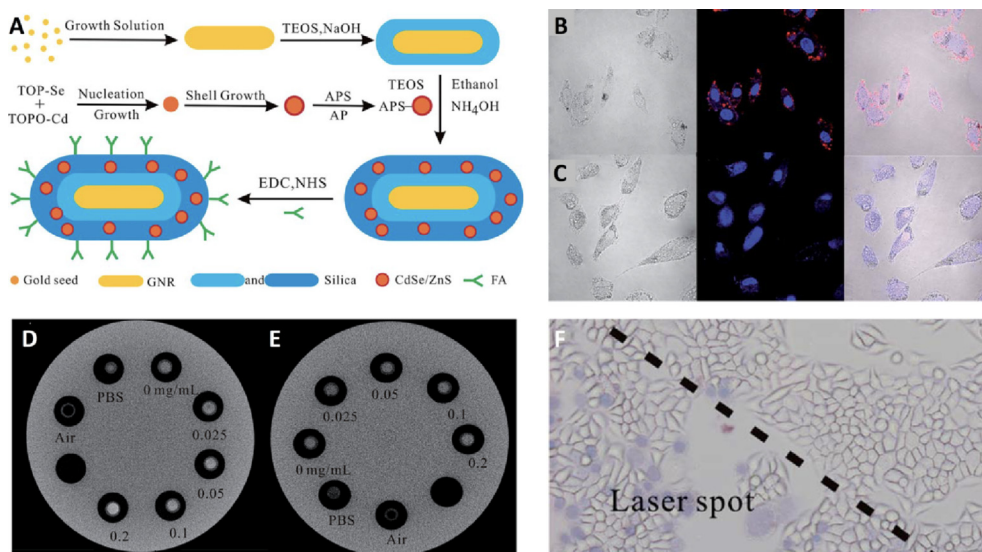 A
Growth Solution
TEOS,NaOH
TOP-Se
+
TOPO-Cd
Nucleation
Growth
Shell Growth
APS
AP
TEOS
APS
Ethanol
NH₄OH
EDC,NHS
Gold seed
GNR
and
Silica
CdSe/ZnS
FA
B
C
D
PBS
0 mg/mL
Air
0.025
0.05
0.2
0.1
E
0.05
0.025
0.1
0 mg/mL
0.2
PBS
Air
F
Laser spot